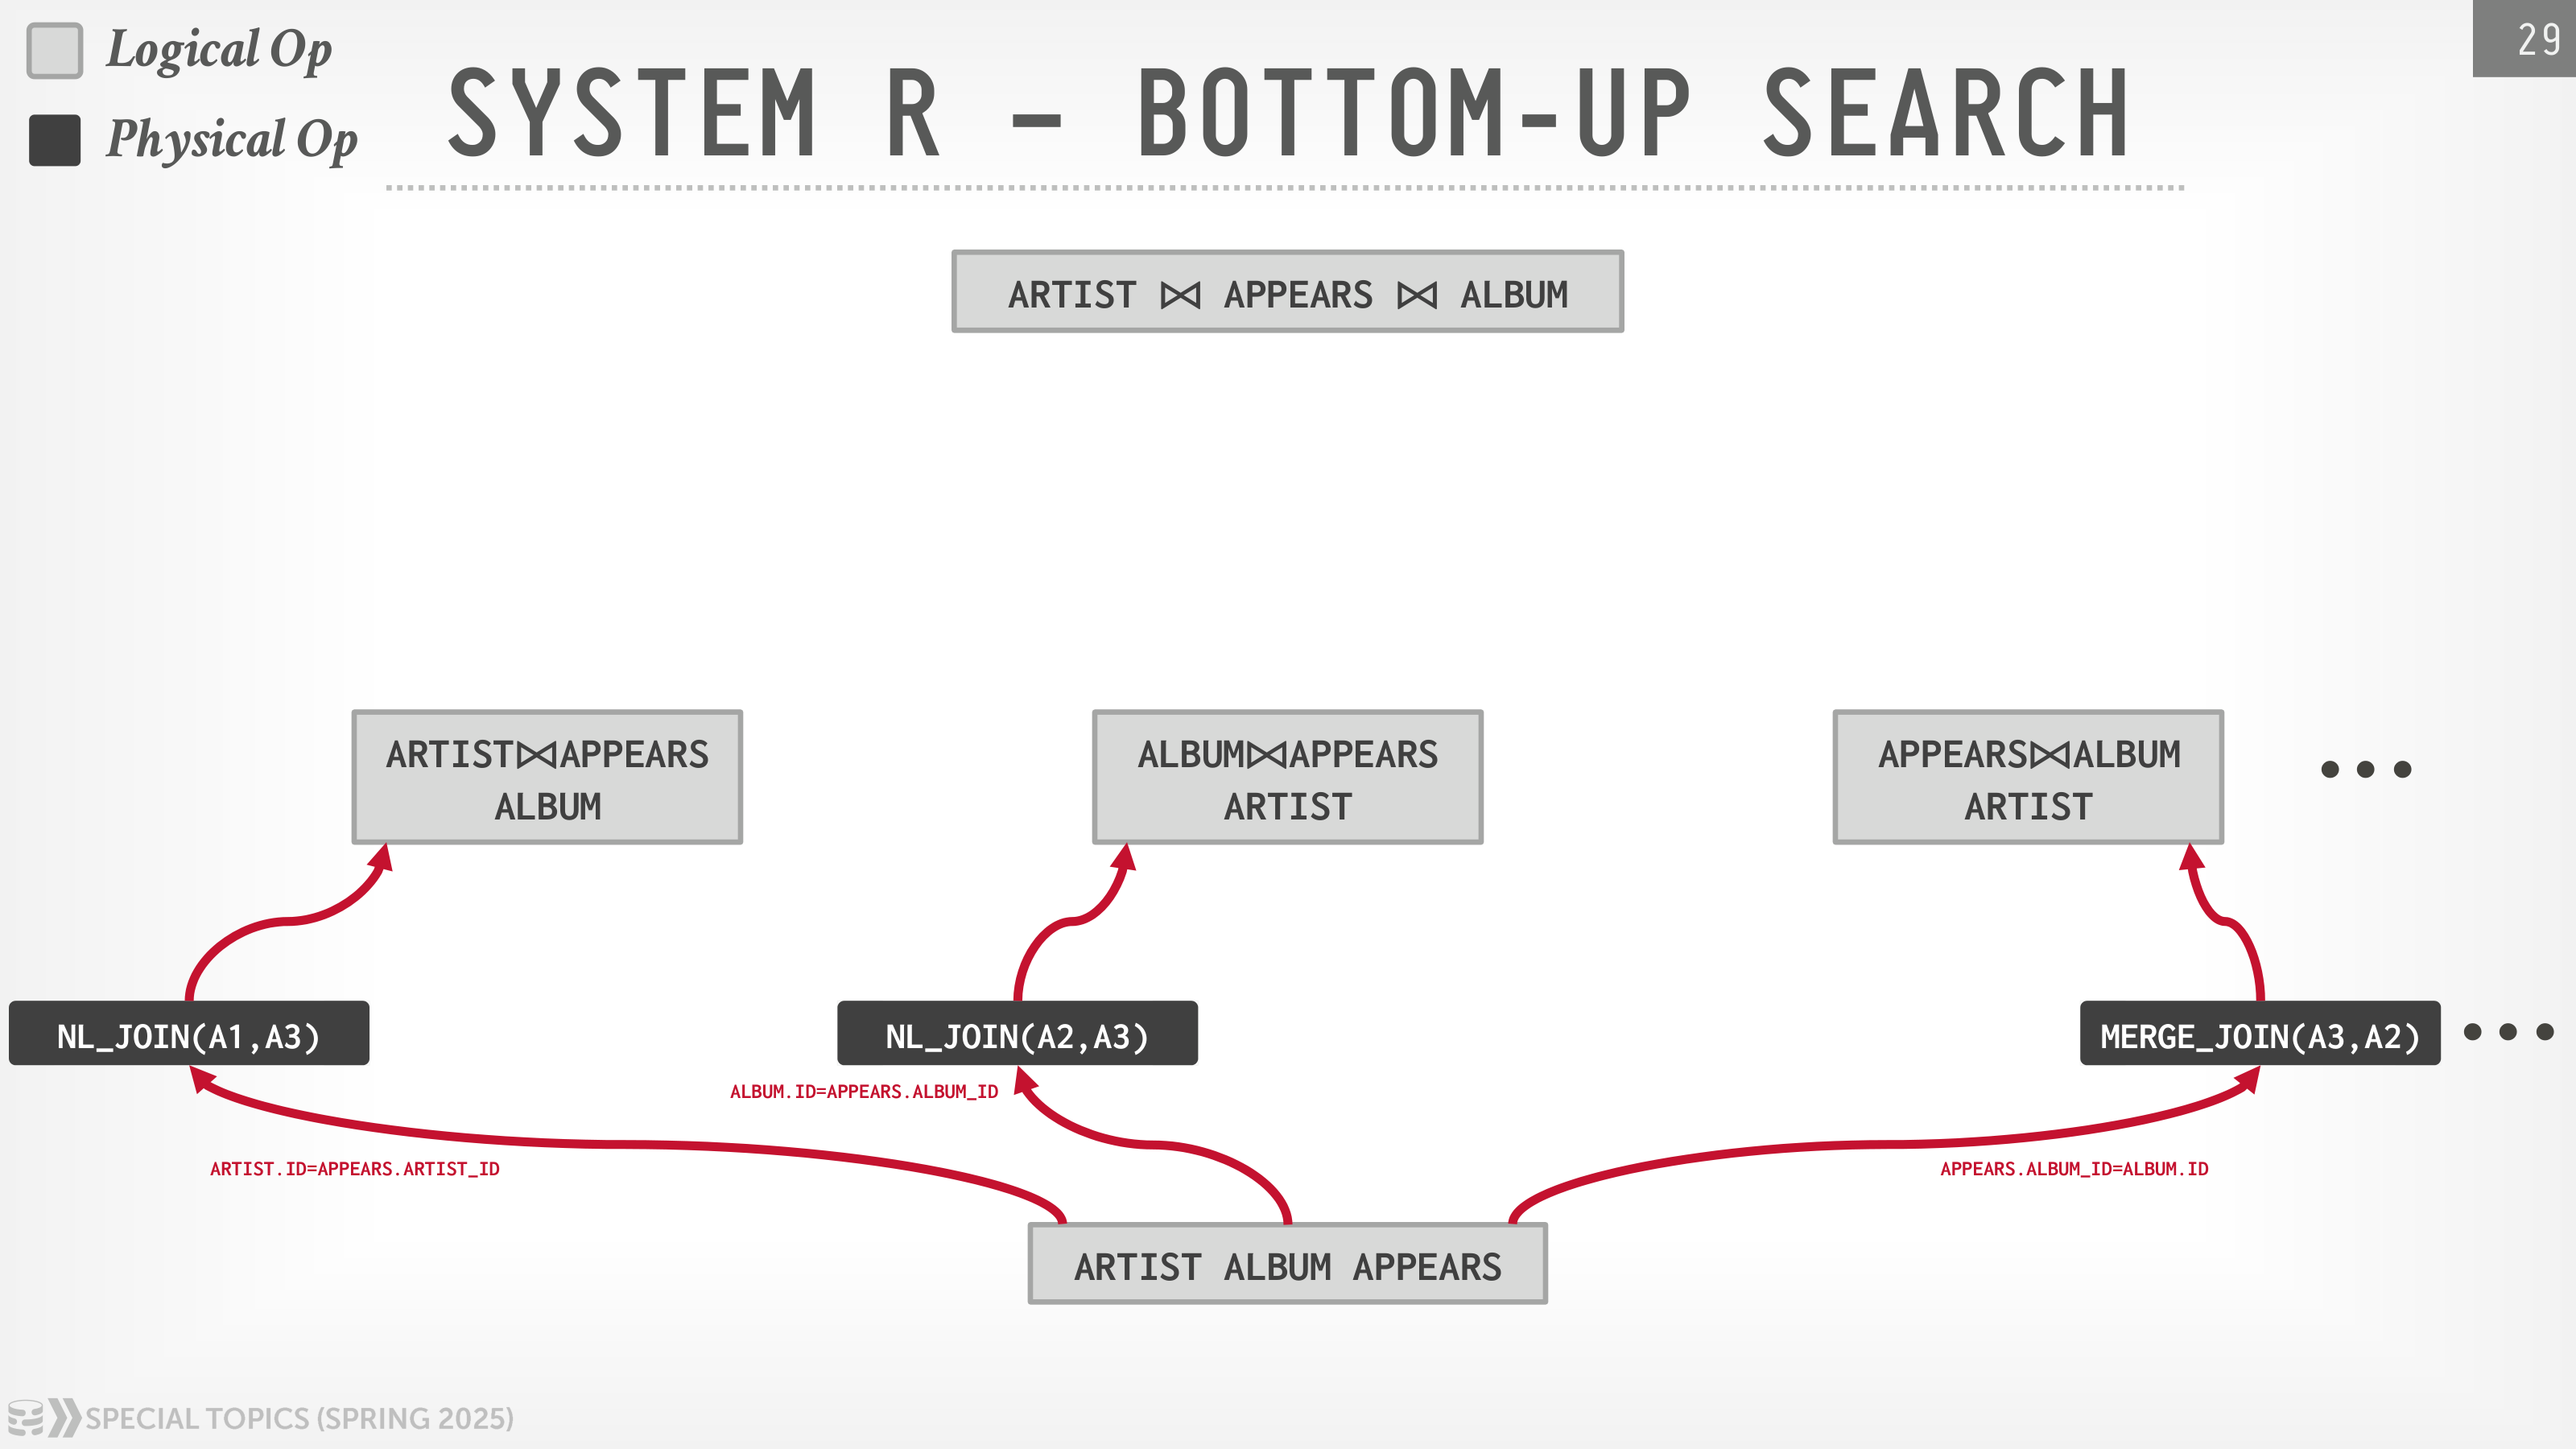 Logical Op
Physical Op
29
SYSTEM R – BOTTOM-UP SEARCH
ARTIST ⋈ APPEARS ⋈ ALBUM
ARTIST⋈APPEARS
ALBUM
ALBUM⋈APPEARS
ARTIST
APPEARS⋈ALBUM
ARTIST
•••
NL_JOIN(A1,A3)
NL_JOIN(A2,A3)
MERGE_JOIN(A3,A2)
•••
ALBUM.ID=APPEARS.ALBUM_ID
ARTIST.ID=APPEARS.ARTIST_ID
APPEARS.ALBUM_ID=ALBUM.ID
ARTIST ALBUM APPEARS
SPECIAL TOPICS (SPRING 2025)